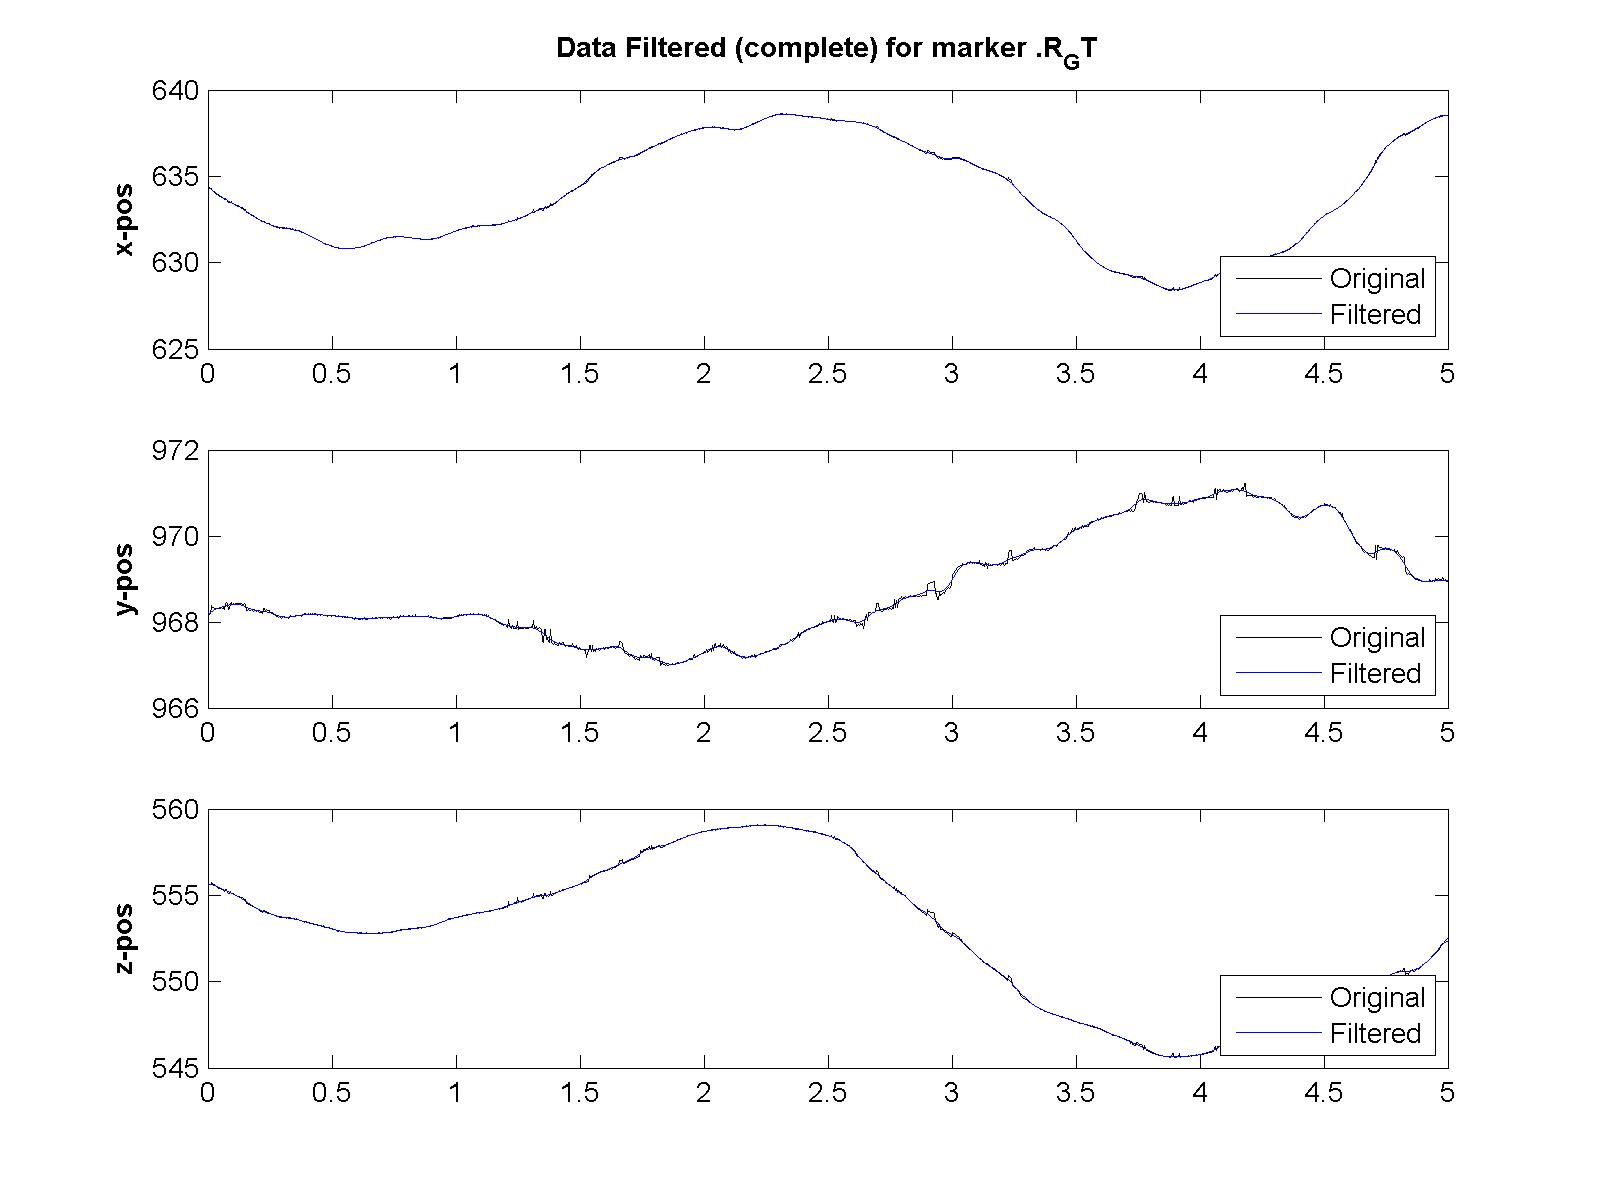 Data Filtered (complete) for marker .R_GT
640
635
630
625
x-pos
Original
Filtered
0 0.5 1 1.5 2 2.5 3 3.5 4 4.5 5
972
970
968
966
y-pos
Original
Filtered
0 0.5 1 1.5 2 2.5 3 3.5 4 4.5 5
560
555
550
545
z-pos
Original
Filtered
0 0.5 1 1.5 2 2.5 3 3.5 4 4.5 5